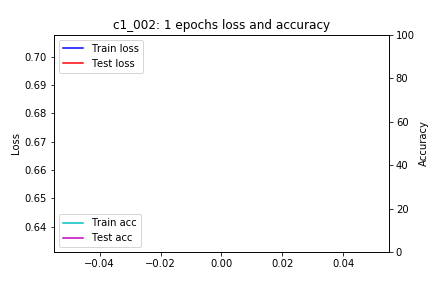 c1_002: 1 epochs loss and accuracy
Train loss
Test loss
Train acc
Test acc
Loss
0.70
0.69
0.68
0.67
0.66
0.65
0.64
Accuracy
100
80
60
40
20
0
−0.04
−0.02
0.00
0.02
0.04